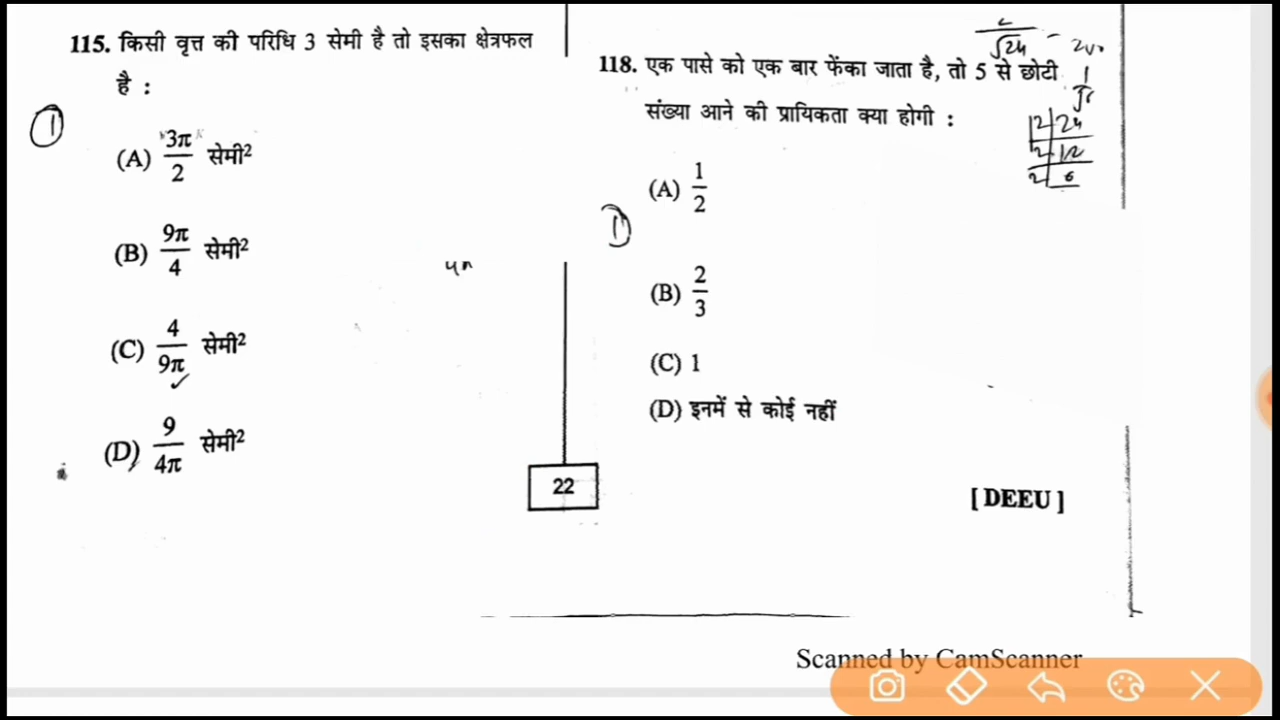 115. किसी वृत्त की परिधि 3 सेमी है तो इसका क्षेत्रफल
है :
(A) 3π/2 सेमी²
(B) 9π/4 सेमी²
(C) 4/9π सेमी²
(D) 9/4π सेमी²
22
118. एक पासे को एक बार फेंका जाता है, तो 5 से छोटी
संख्या आने की प्रायिकता क्या होगी :
(A) 1/2
(B) 2/3
(C) 1
(D) इनमें से कोई नहीं
[ DEEU ]
Scanned by CamScanner